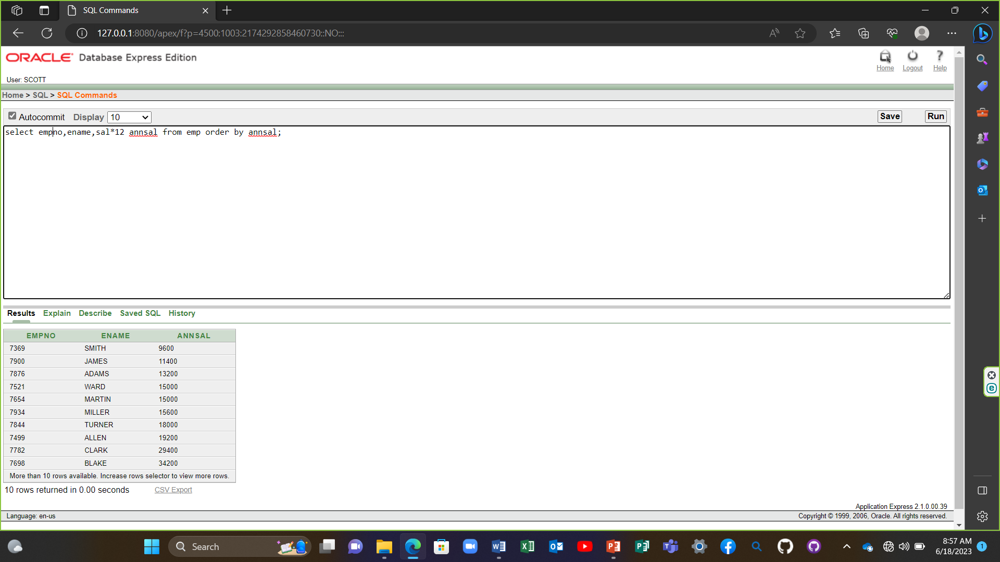 SQL Commands
127.0.0.1:8080/apex/f?p=4500:1003:2174292858460730::NO:::
ORACLE Database Express Edition
Home Logout Help
User: SCOTT
Home > SQL > SQL Commands
Autocommit Display 10 Save Run
select empno,ename,sal*12 annsal from emp order by annsal;
Results Explain Describe Saved SQL History
EMPNO ENAME ANNSAL
7369 SMITH 9600
7900 JAMES 11400
7876 ADAMS 13200
7521 WARD 15000
7654 MARTIN 15000
7934 MILLER 15600
7844 TURNER 18000
7499 ALLEN 19200
7782 CLARK 29400
7698 BLAKE 34200
More than 10 rows available. Increase rows selector to view more rows.
10 rows returned in 0.00 seconds CSV Export
Application Express 2.1.0.00.39
Language: en-us Copyright © 1999, 2006, Oracle. All rights reserved.
Search
8:57 AM
6/18/2023
1